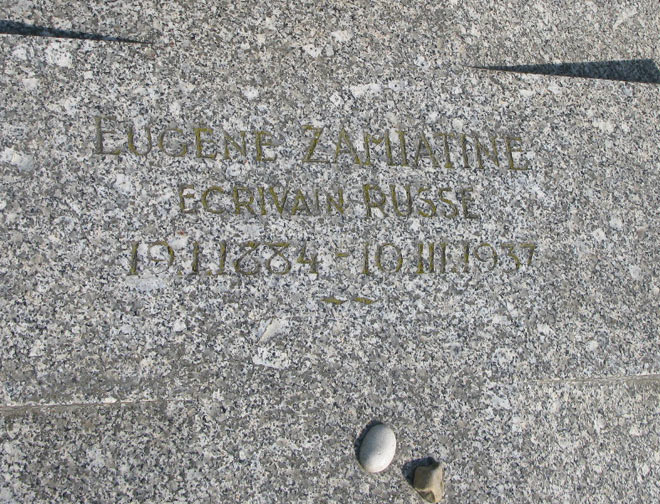 EUGENE ZAMIATINE
ECRIVAIN RUSSE
19.I.1884 - 10.III.1937